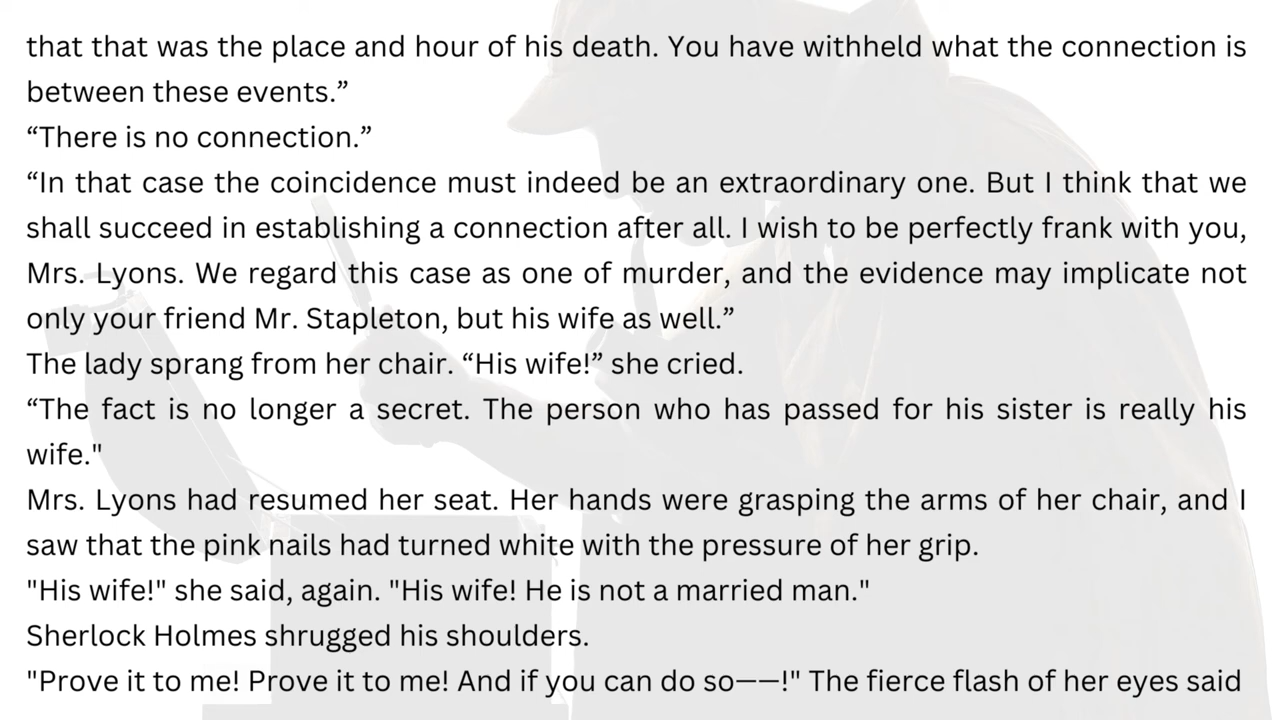 that that was the place and hour of his death. You have withheld what the connection is
between these events.”
“There is no connection.”
“In that case the coincidence must indeed be an extraordinary one. But I think that we
shall succeed in establishing a connection after all. I wish to be perfectly frank with you,
Mrs. Lyons. We regard this case as one of murder, and the evidence may implicate not
only your friend Mr. Stapleton, but his wife as well.”
The lady sprang from her chair. “His wife!” she cried.
“The fact is no longer a secret. The person who has passed for his sister is really his
wife."
Mrs. Lyons had resumed her seat. Her hands were grasping the arms of her chair, and I
saw that the pink nails had turned white with the pressure of her grip.
"His wife!" she said, again. "His wife! He is not a married man."
Sherlock Holmes shrugged his shoulders.
"Prove it to me! Prove it to me! And if you can do so——!" The fierce flash of her eyes said